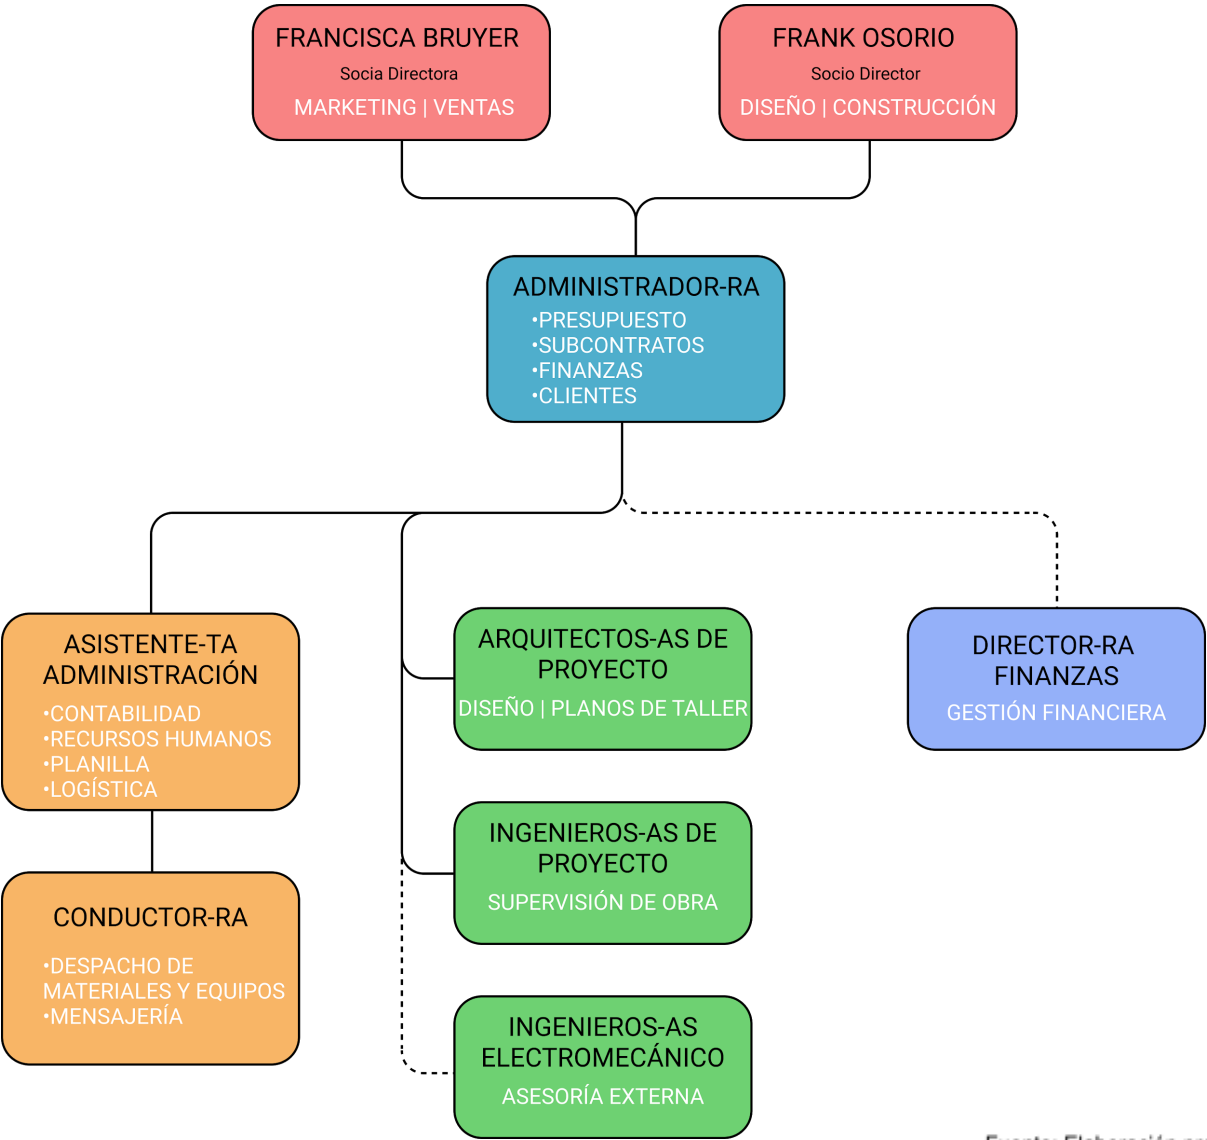 FRANCISCA BRUYER
Socia Directora
MARKETING | VENTAS
FRANK OSORIO
Socio Director
DISEÑO | CONSTRUCCIÓN
ADMINISTRADOR-RA
•PRESUPUESTO
•SUBCONTRATOS
•FINANZAS
•CLIENTES
ASISTENTE-TA
ADMINISTRACIÓN
•CONTABILIDAD
•RECURSOS HUMANOS
•PLANILLA
•LOGÍSTICA
CONDUCTOR-RA
•DESPACHO DE
MATERIALES Y EQUIPOS
•MENSAJERÍA
ARQUITECTOS-AS DE
PROYECTO
DISEÑO | PLANOS DE TALLER
INGENIEROS-AS DE
PROYECTO
SUPERVISIÓN DE OBRA
INGENIEROS-AS
ELECTROMECÁNICO
ASESORÍA EXTERNA
DIRECTOR-RA
FINANZAS
GESTIÓN FINANCIERA